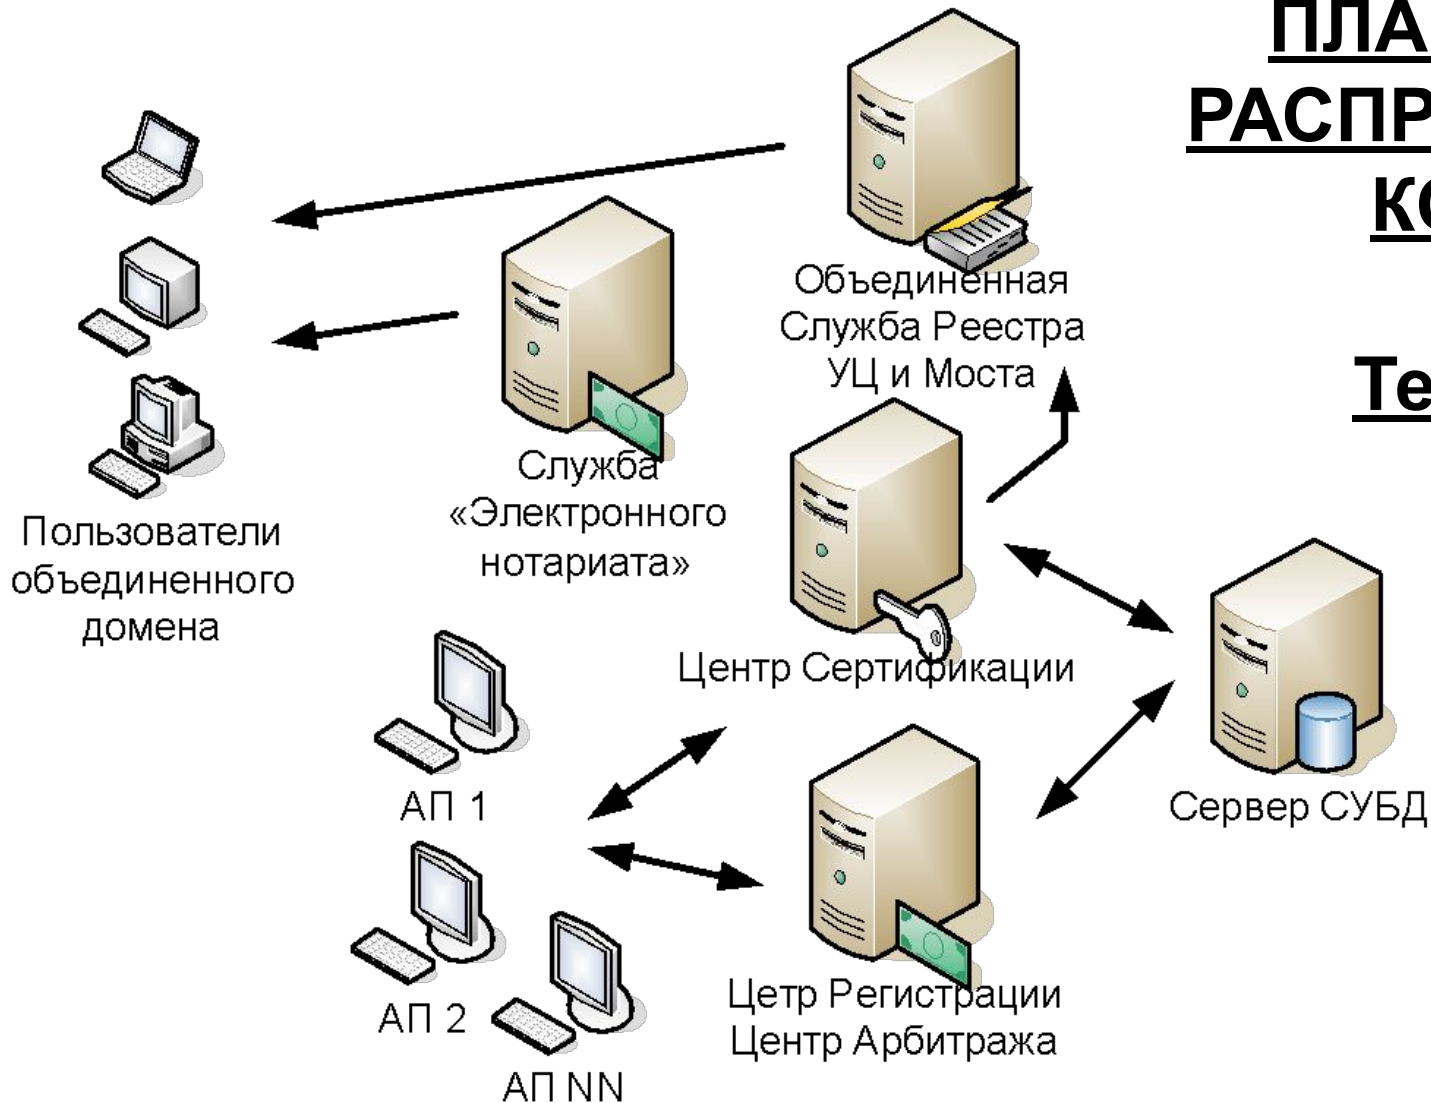 ПЛА
РАСПР
Те
Объединенная
Служба Реестра
УЦ и Моста
Служба
«Электронного
нотариата»
Пользователи
объединенного
домена
Центр Сертификации
АП 1
Сервер СУБД
АП 2
Цетр Регистрации
Центр Арбитража
АП NN